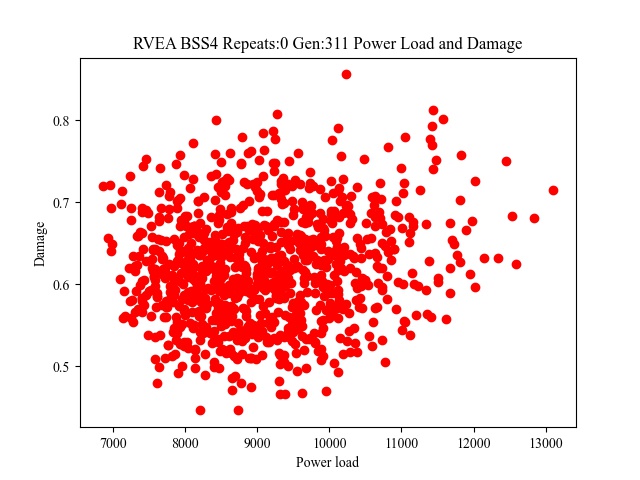 RVEA BSS4 Repeats:0 Gen:311 Power Load and Damage
0.8
0.7
0.6
0.5
Damage
7000 8000 9000 10000 11000 12000 13000
Power load